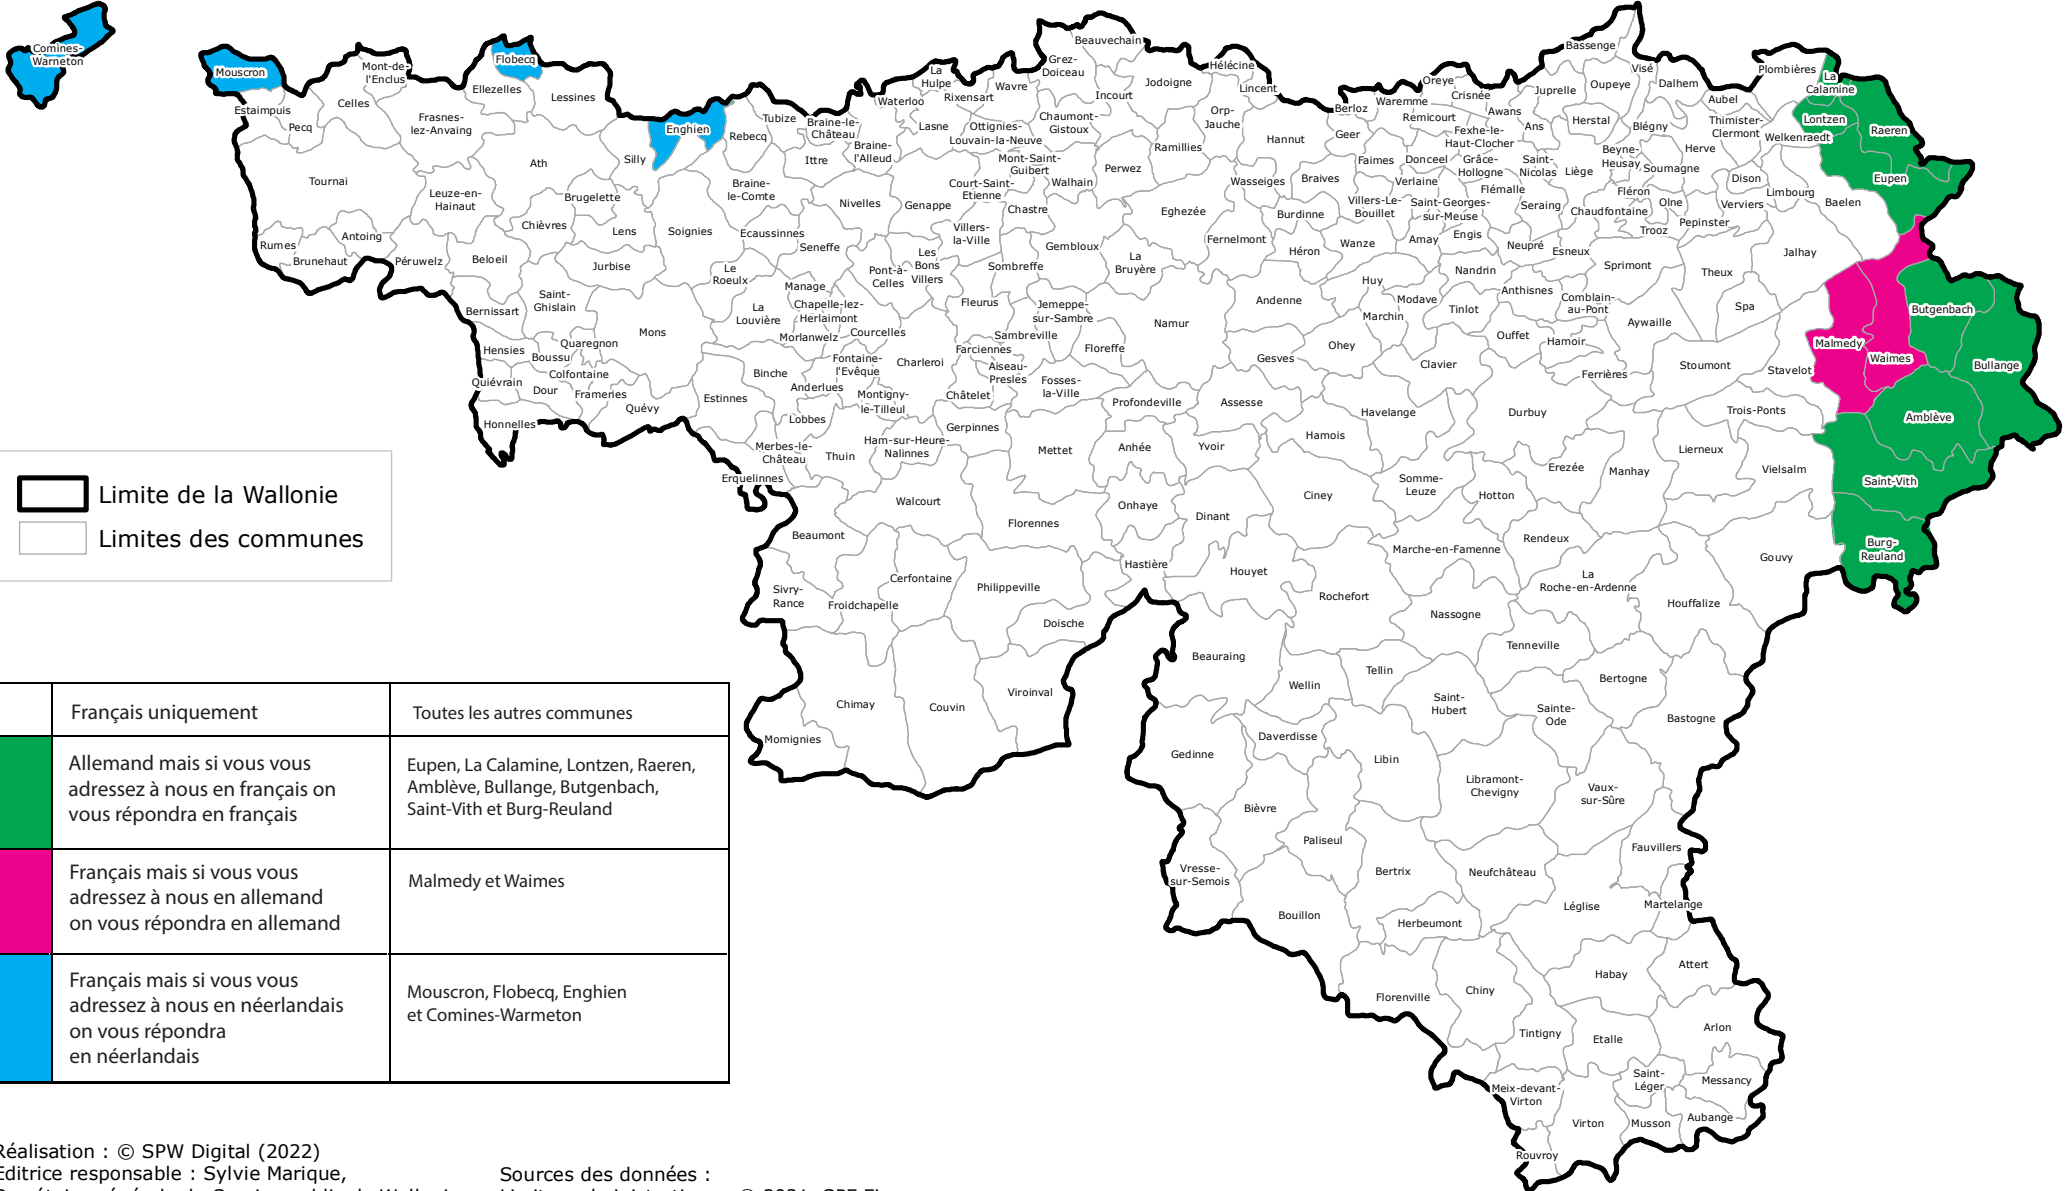 Comines-
Warneton
Mouscron
Mont-de-
l'Enclus
Flobecq
Estaimpuis
Celles
Pecq
Ellezelles
Lessines
Frasnes-
lez-Anvaing
Enghien
Rebecq
Tubize
Braine-le-
Château
Waterloo
La
Hulpe
Rixensart
Wavre
Grez-
Doiceau
Beauvechain
Jodoigne
Hélécine
Lincent
Incourt
Orp-
Jauche
Lasne
Ottignies-
Louvain-la-Neuve
Chaumont-
Gistoux
Ramillies
Hannut
Berloz
Geer
Waremme
Oreye
Remicourt
Crisnée
Fexhe-le-
Haut-Clocher
Awans
Ans
Juprelle
Bassenge
Oupeye
Visé
Dalhem
Herstal
Blégny
Aubel
Plombières
La
Calamine
Thimister-
Clermont
Welkenraedt
Lontzen
Raeren
Eupen
Tournai
Leuze-en-
Hainaut
Ath
Silly
Brugelette
Ittre
Braine-
l'Alleud
Braine-
le-Comte
Nivelles
Genappe
Court-Saint-
Etienne
Mont-Saint-
Guibert
Walhain
Perwez
Chastre
Eghezée
Wasseiges
Braives
Faimes
Donceel
Verlaine
Grâce-
Hollogne
Saint-
Nicolas
Liège
Beyne-
Heusay
Soumagne
Herve
Dison
Limbourg
Baelen
Fléron
Olne
Verviers
Pepinster
Trooz
Chaudfontaine
Seraing
Flémalle
Saint-Georges-
sur-Meuse
Villers-Le-
Bouillet
Burdinne
Fernelmont
Héron
Wanze
Amay
Engis
Neupré
Esneux
Sprimont
Theux
Jalhay
Rumes
Antoing
Brunehaut
Péruwelz
Beloeil
Chièvres
Lens
Jurbise
Soignies
Ecaussinnes
Seneffe
Le
Roeulx
Manage
Pont-à-
Celles
Les
Bons
Villers
Villers-
la-Ville
Gembloux
Sombreffe
La
Bruyère
Bernissart
Saint-
Ghislain
Mons
La
Louvière
Chapelle-lez-
Herlaimont
Morlanwelz
Courcelles
Fleurus
Jemeppe-
sur-Sambre
Sambreville
Namur
Andenne
Huy
Marchin
Modave
Nandrin
Tinlot
Anthisnes
Comblain-
au-Pont
Ouffet
Hamoir
Aywaille
Spa
Stoumont
Stavelot
Malmedy
Waimes
Butgenbach
Bullange
Hensies
Boussu
Quaregnon
Colfontaine
Quiévrain
Dour
Frameries
Quévy
Honnelles
Estinnes
Binche
Anderlues
Fontaine-
l'Evêque
Charleroi
Farciennes
Aiseau-
Presles
Châtelet
Montigny-
le-Tilleul
Lobbes
Fosses-
la-Ville
Floreffe
Profondeville
Gesves
Ohey
Assesse
Clavier
Ferrières
Havelange
Durbuy
Trois-Ponts
Amblève
Merbes-le-
Château
Erquelinnes
Thuin
Ham-sur-Heure-
Nalinnes
Gerpinnes
Mettet
Anhée
Yvoir
Hamois
Ciney
Somme-
Leuze
Hotton
Erezée
Manhay
Lierneux
Vielsalm
Saint-Vith
Limite de la Wallonie
Limites des communes
Walcourt
Florennes
Onhaye
Dinant
Beaumont
Cerfontaine
Philippeville
Hastière
Houyet
Rochefort
Marche-en-Famenne
Rendeux
La
Roche-en-Ardenne
Gouvy
Burg-
Reuland
Sivry-
Rance
Froidchapelle
Doische
Nassogne
Houffalize
Tenneville
Beauraing
Wellin
Tellin
Bertogne
Chimay
Couvin
Viroinval
Momignies
Saint-
Hubert
Sainte-
Ode
Bastogne
Gedinne
Daverdisse
Libin
Libramont-
Chevigny
Vaux-
sur-Sûre
Bièvre
Paliseul
Fauvillers
Vresse-
sur-Semois
Bertrix
Neufchâteau
Bouillon
Herbeumont
Léglise
Martelange
Habay
Attert
Florenville
Chiny
Tintigny
Etalle
Arlon
Meix-devant-
Virton
Saint-
Léger
Messancy
Virton
Musson
Aubange
Rouvroy
Français uniquement
Toutes les autres communes
Allemand mais si vous vous
adressez à nous en français on
vous répondra en français
Eupen, La Calamine, Lontzen, Raeren,
Amblève, Bullange, Butgenbach,
Saint-Vith et Burg-Reuland
Français mais si vous vous
adressez à nous en allemand
on vous répondra en allemand
Malmedy et Waimes
Français mais si vous vous
adressez à nous en néerlandais
on vous répondra
en néerlandais
Mouscron, Flobecq, Enghien
et Comines-Warmeton
Réalisation : © SPW Digital (2022)
Editrice responsable : Sylvie Marique,
Sources des données :